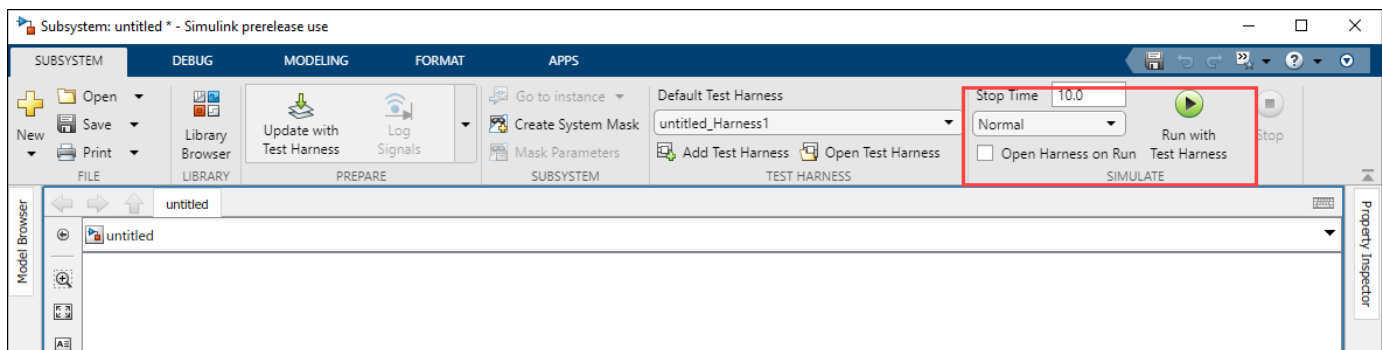 Subsystem: untitled * - Simulink prerelease use
SUBSYSTEM DEBUG MODELING FORMAT APPS
New
Open
Save
Print
FILE
Library Browser
LIBRARY
Update with Test Harness
Log Signals
PREPARE
Go to instance
Create System Mask
Mask Parameters
SUBSYSTEM
Default Test Harness
untitled_Harness1
Add Test Harness Open Test Harness
TEST HARNESS
Stop Time 10.0
Normal
Open Harness on Run
Run with Test Harness
Stop
SIMULATE
Model Browser
untitled
untitled
Property Inspector